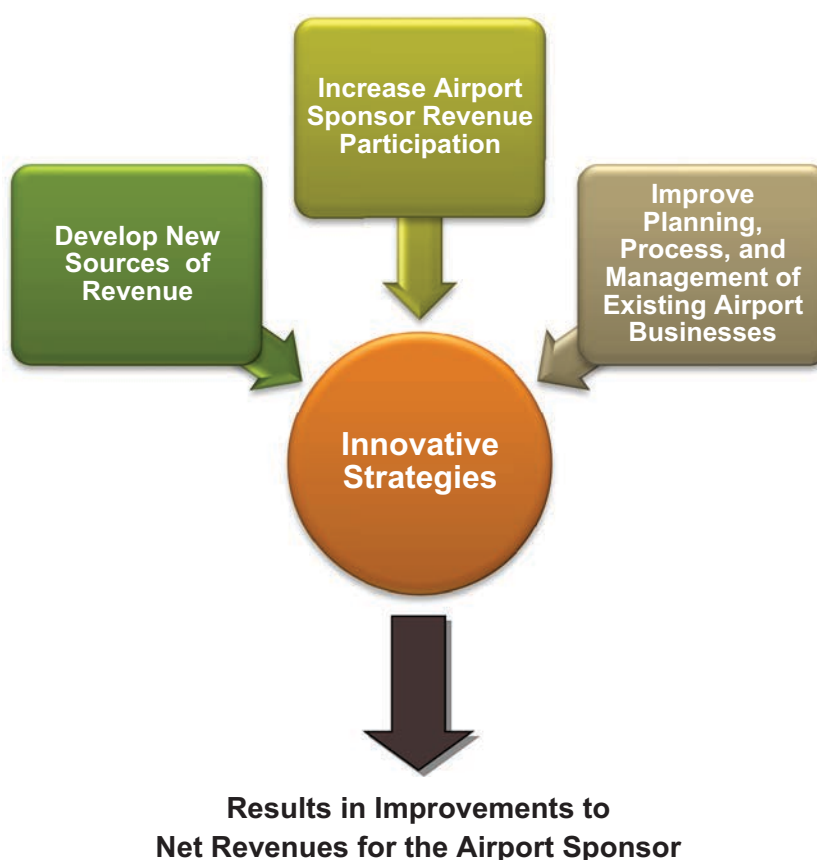 Increase Airport
Sponsor Revenue
Participation
Develop New
Sources of
Revenue
Improve
Planning,
Process, and
Management of
Existing Airport
Businesses
Innovative
Strategies
Results in Improvements to
Net Revenues for the Airport Sponsor